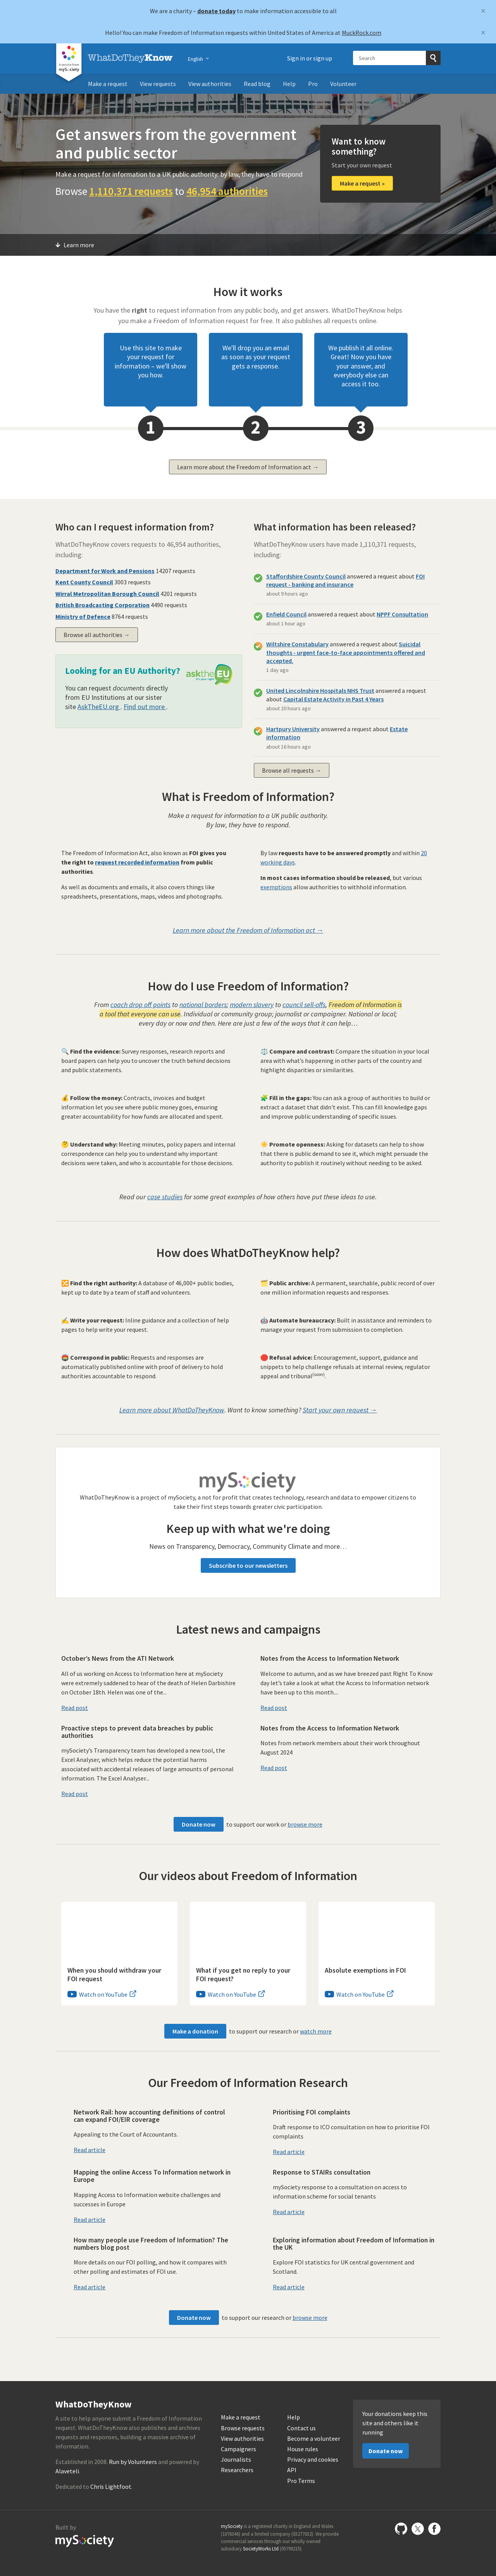 We are a charity – donate today to make information accessible to all
×
Hello! You can make Freedom of Information requests within United States of America at MuckRock.com
×
A service from
mySociety
WhatDoTheyKnow
English
Sign in or sign up
Search
Make a request
View requests
View authorities
Read blog
Help
Pro
Volunteer
Get answers from the government
and public sector
Make a request for information to a UK public authority: by law, they have to respond
Browse 1,110,371 requests to 46,954 authorities
Want to know
something?
Start your own request
Make a request »
Learn more
How it works
You have the right to request information from any public body, and get answers. WhatDoTheyKnow helps
you make a Freedom of Information request for free. It also publishes all requests online.
Use this site to make
your request for
information – we'll show
you how.
We'll drop you an email
as soon as your request
gets a response.
We publish it all online.
Great! Now you have
your answer, and
everybody else can
access it too.
1
2
3
Learn more about the Freedom of Information act →
Who can I request information from?
WhatDoTheyKnow covers requests to 46,954 authorities,
including:
Department for Work and Pensions 14207 requests
Kent County Council 3003 requests
Wirral Metropolitan Borough Council 4201 requests
British Broadcasting Corporation 4490 requests
Ministry of Defence 8764 requests
Browse all authorities →
Looking for an EU Authority?
asktheEU
it's your right
You can request documents directly
from EU Institutions at our sister
site AskTheEU.org. Find out more.
What information has been released?
WhatDoTheyKnow users have made 1,110,371 requests,
including:
Staffordshire County Council answered a request about FOI
request - banking and insurance
about 9 hours ago
Enfield Council answered a request about NPPF Consultation
about 1 hour ago
Wiltshire Constabulary answered a request about Suicidal
thoughts - urgent face-to-face appointments offered and
accepted.
1 day ago
United Lincolnshire Hospitals NHS Trust answered a request
about Capital Estate Activity in Past 4 Years
about 20 hours ago
Hartpury University answered a request about Estate
information
about 16 hours ago
Browse all requests →
What is Freedom of Information?
Make a request for information to a UK public authority.
By law, they have to respond.
The Freedom of Information Act, also known as FOI gives you
the right to request recorded information from public
authorities.
As well as documents and emails, it also covers things like
spreadsheets, presentations, maps, videos and photographs.
By law requests have to be answered promptly and within 20
working days.
In most cases information should be released, but various
exemptions allow authorities to withhold information.
Learn more about the Freedom of Information act →
How do I use Freedom of Information?
From coach drop off points to national borders; modern slavery to council sell-offs, Freedom of Information is
a tool that everyone can use. Individual or community group; journalist or campaigner. National or local;
every day or now and then. Here are just a few of the ways that it can help…
🔍 Find the evidence: Survey responses, research reports and
board papers can help you to uncover the truth behind decisions
and public statements.
⚖️ Compare and contrast: Compare the situation in your local
area with what's happening in other parts of the country and
highlight disparities or similarities.
💰 Follow the money: Contracts, invoices and budget
information let you see where public money goes, ensuring
greater accountability for how funds are allocated and spent.
🧩 Fill in the gaps: You can ask a group of authorities to build or
extract a dataset that don't exist. This can fill knowledge gaps
and improve public understanding of specific issues.
🤔 Understand why: Meeting minutes, policy papers and internal
correspondence can help you to understand why important
decisions were taken, and who is accountable for those decisions.
☀️ Promote openness: Asking for datasets can help to show
that there is public demand to see it, which might persuade the
authority to publish it routinely without needing to be asked.
Read our case studies for some great examples of how others have put these ideas to use.
How does WhatDoTheyKnow help?
🔀 Find the right authority: A database of 46,000+ public bodies,
kept up to date by a team of staff and volunteers.
🗂️ Public archive: A permanent, searchable, public record of over
one million information requests and responses.
✍️ Write your request: Inline guidance and a collection of help
pages to help write your request.
🤖 Automate bureaucracy: Built in assistance and reminders to
manage your request from submission to completion.
📯 Correspond in public: Requests and responses are
automatically published online with proof of delivery to hold
authorities accountable to respond.
🛑 Refusal advice: Encouragement, support, guidance and
snippets to help challenge refusals at internal review, regulator
appeal and tribunal(soon!).
Learn more about WhatDoTheyKnow. Want to know something? Start your own request →
mySociety
WhatDoTheyKnow is a project of mySociety, a not for profit that creates technology, research and data to empower citizens to
take their first steps towards greater civic participation.
Keep up with what we're doing
News on Transparency, Democracy, Community Climate and more…
Subscribe to our newsletters
Latest news and campaigns
October's News from the ATI Network
All of us working on Access to Information here at mySociety
were extremely saddened to hear of the death of Helen Darbishire
on October 18th. Helen was one of the...
Read post
Notes from the Access to Information Network
Welcome to autumn, and as we have breezed past Right To Know
day let's take a look at what the Access to Information network
have been up to this month....
Read post
Proactive steps to prevent data breaches by public
authorities
mySociety's Transparency team has developed a new tool, the
Excel Analyser, which helps reduce the potential harms
associated with accidental releases of large amounts of personal
information. The Excel Analyser...
Read post
Notes from the Access to Information Network
Notes from network members about their work throughout
August 2024
Read post
Donate now to support our work or browse more
Our videos about Freedom of Information
When you should withdraw your
FOI request
Watch on YouTube
What if you get no reply to your
FOI request?
Watch on YouTube
Absolute exemptions in FOI
Watch on YouTube
Make a donation to support our research or watch more
Our Freedom of Information Research
Network Rail: how accounting definitions of control
can expand FOI/EIR coverage
Appealing to the Court of Accountants.
Read article
Prioritising FOI complaints
Draft response to ICO consultation on how to prioritise FOI
complaints
Read article
Mapping the online Access To Information network in
Europe
Mapping Access to Information website challenges and
successes in Europe
Read article
Response to STAIRs consultation
mySociety response to a consultation on access to
information scheme for social tenants
Read article
How many people use Freedom of Information? The
numbers blog post
More details on our FOI polling, and how it compares with
other polling and estimates of FOI use.
Read article
Exploring information about Freedom of Information in
the UK
Explore FOI statistics for UK central government and
Scotland.
Read article
Donate now to support our research or browse more
WhatDoTheyKnow
A site to help anyone submit a Freedom of Information
request. WhatDoTheyKnow also publishes and archives
requests and responses, building a massive archive of
information.
Established in 2008. Run by Volunteers and powered by
Alaveteli.
Dedicated to Chris Lightfoot.
Make a request
Browse requests
View authorities
Campaigners
Journalists
Researchers
Help
Contact us
Become a volunteer
House rules
Privacy and cookies
API
Pro Terms
Your donations keep this
site and others like it
running
Donate now
Built by
mySociety
mySociety is a registered charity in England and Wales
(1076346) and a limited company (03277032). We provide
commercial services through our wholly owned
subsidiary SocietyWorks Ltd (05798215).